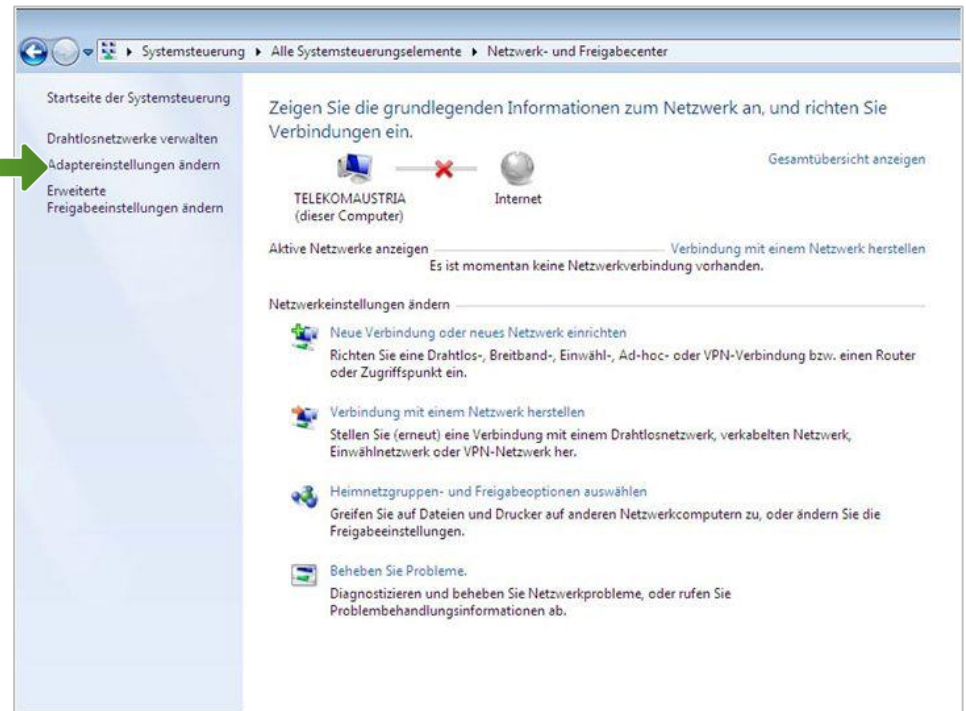 Systemsteuerung ▸ Alle Systemsteuerungselemente ▸ Netzwerk- und Freigabecenter
Startseite der Systemsteuerung
Drahtlosnetzwerke verwalten
Adaptereinstellungen ändern
Erweiterte
Freigabeeinstellungen ändern
Zeigen Sie die grundlegenden Informationen zum Netzwerk an, und richten Sie
Verbindungen ein.
Gesamtübersicht anzeigen
TELEKOMAUSTRIA
(dieser Computer)
Internet
Aktive Netzwerke anzeigen
Verbindung mit einem Netzwerk herstellen
Es ist momentan keine Netzwerkverbindung vorhanden.
Netzwerkeinstellungen ändern
Neue Verbindung oder neues Netzwerk einrichten
Richten Sie eine Drahtlos-, Breitband-, Einwähl-, Ad-hoc- oder VPN-Verbindung bzw. einen Router
oder Zugriffspunkt ein.
Verbindung mit einem Netzwerk herstellen
Stellen Sie (erneut) eine Verbindung mit einem Drahtlosnetzwerk, verkabelten Netzwerk,
Einwählnetzwerk oder VPN-Netzwerk her.
Heimnetzgruppen- und Freigabeoptionen auswählen
Greifen Sie auf Dateien und Drucker auf anderen Netzwerkcomputern zu, oder ändern Sie die
Freigabeeinstellungen.
Beheben Sie Probleme.
Diagnostizieren und beheben Sie Netzwerkprobleme, oder rufen Sie
Problembehandlungsinformationen ab.